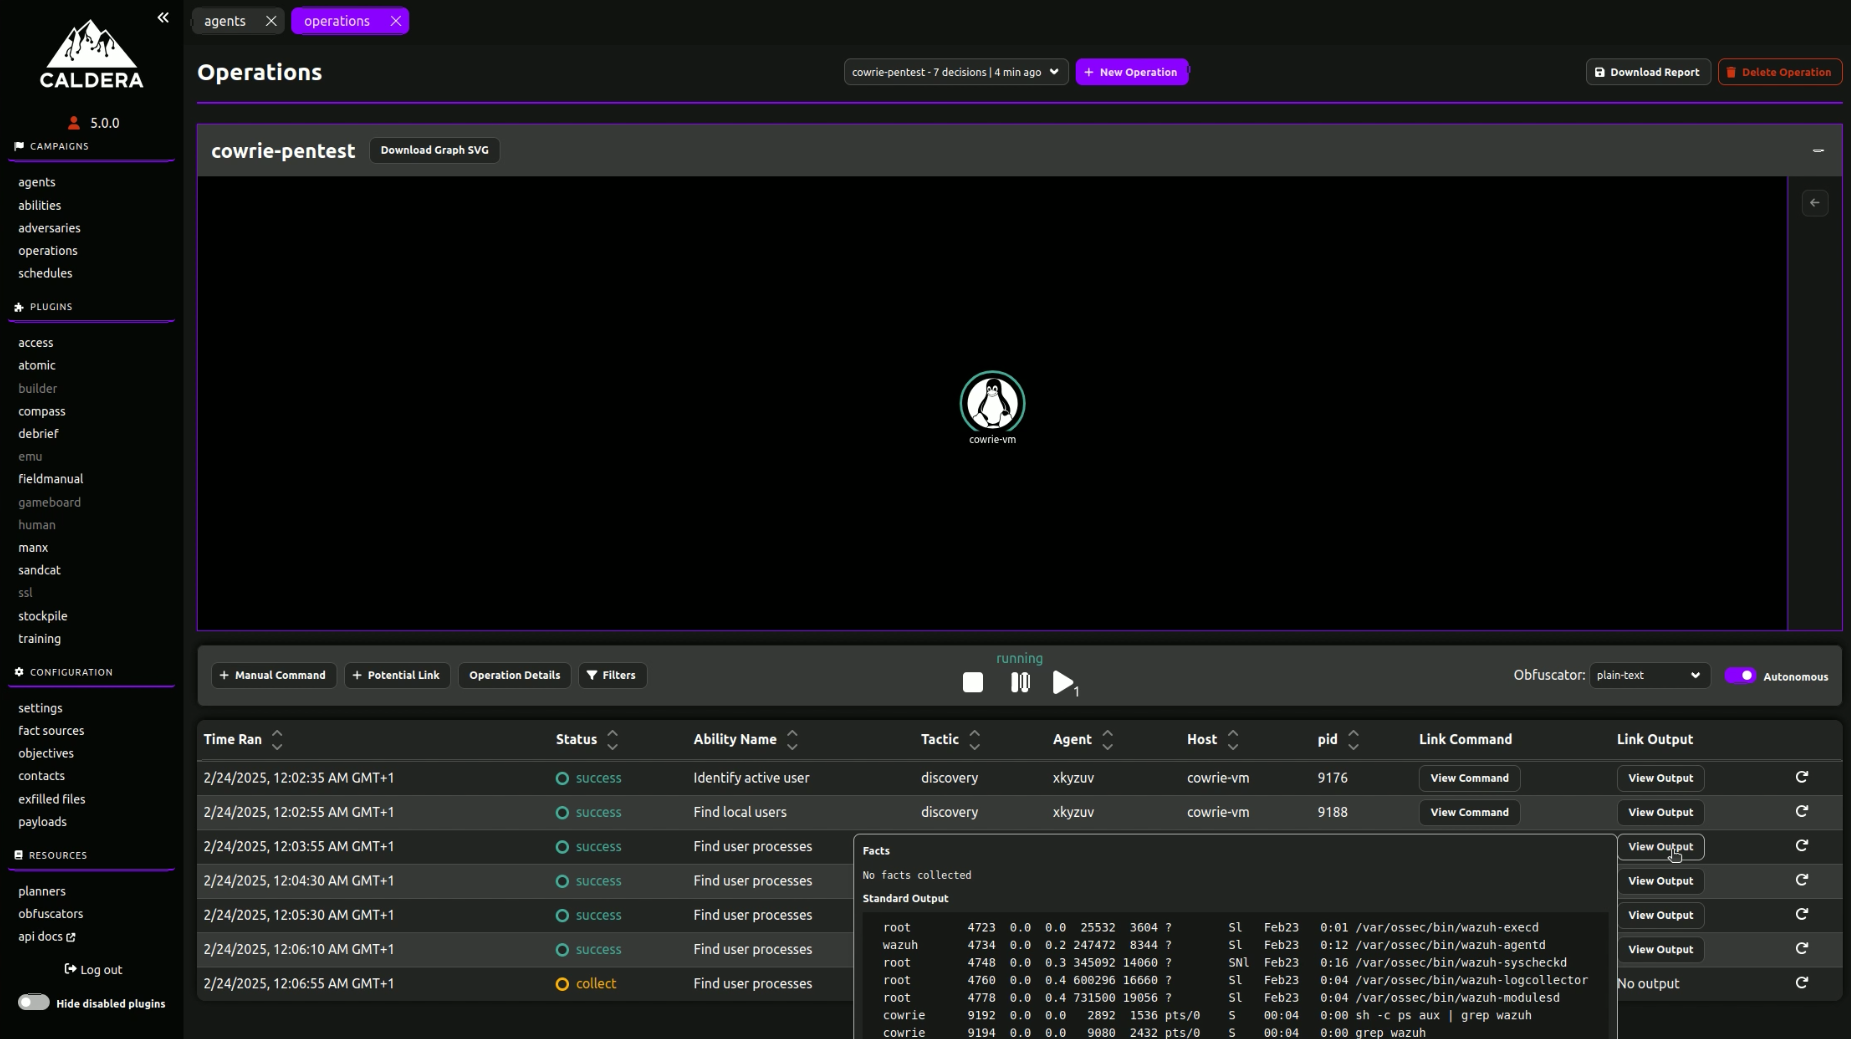 agents
operations
CALDERA
5.0.0
Operations
cowrie-pentest - 7 decisions | 4 min ago
+ New Operation
Download Report
Delete Operation
cowrie-pentest
Download Graph SVG
cowrie-vm
CAMPAIGNS
agents
abilities
adversaries
operations
schedules
PLUGINS
access
atomic
builder
compass
debrief
emu
fieldmanual
gameboard
human
manx
sandcat
ssl
stockpile
training
CONFIGURATION
settings
fact sources
objectives
contacts
exfilled files
payloads
RESOURCES
planners
obfuscators
api docs
Log out
Hide disabled plugins
running
+ Manual Command
+ Potential Link
Operation Details
Filters
1
Obfuscator: plain-text
Autonomous
Time Ran Status Ability Name Tactic Agent Host pid Link Command Link Output
2/24/2025, 12:02:35 AM GMT+1 success Identify active user discovery xkyzuv cowrie-vm 9176 View Command View Output
2/24/2025, 12:02:55 AM GMT+1 success Find local users discovery xkyzuv cowrie-vm 9188 View Command View Output
2/24/2025, 12:03:55 AM GMT+1 success Find user processes View Output
2/24/2025, 12:04:30 AM GMT+1 success Find user processes View Output
2/24/2025, 12:05:30 AM GMT+1 success Find user processes View Output
2/24/2025, 12:06:10 AM GMT+1 success Find user processes View Output
2/24/2025, 12:06:55 AM GMT+1 collect Find user processes No output
Facts
No facts collected
Standard Output
root 4723 0.0 0.0 25532 3604 ? Sl Feb23 0:01 /var/ossec/bin/wazuh-execd
wazuh 4734 0.0 0.2 247472 8344 ? Sl Feb23 0:12 /var/ossec/bin/wazuh-agentd
root 4748 0.0 0.3 345092 14060 ? SNl Feb23 0:16 /var/ossec/bin/wazuh-syscheckd
root 4760 0.0 0.4 600296 16660 ? Sl Feb23 0:04 /var/ossec/bin/wazuh-logcollector
root 4778 0.0 0.4 731500 19056 ? Sl Feb23 0:04 /var/ossec/bin/wazuh-modulesd
cowrie 9192 0.0 0.0 2892 1536 pts/0 S 00:04 0:00 sh -c ps aux | grep wazuh
cowrie 9194 0.0 0.0 9080 2432 pts/0 S 00:04 0:00 grep wazuh